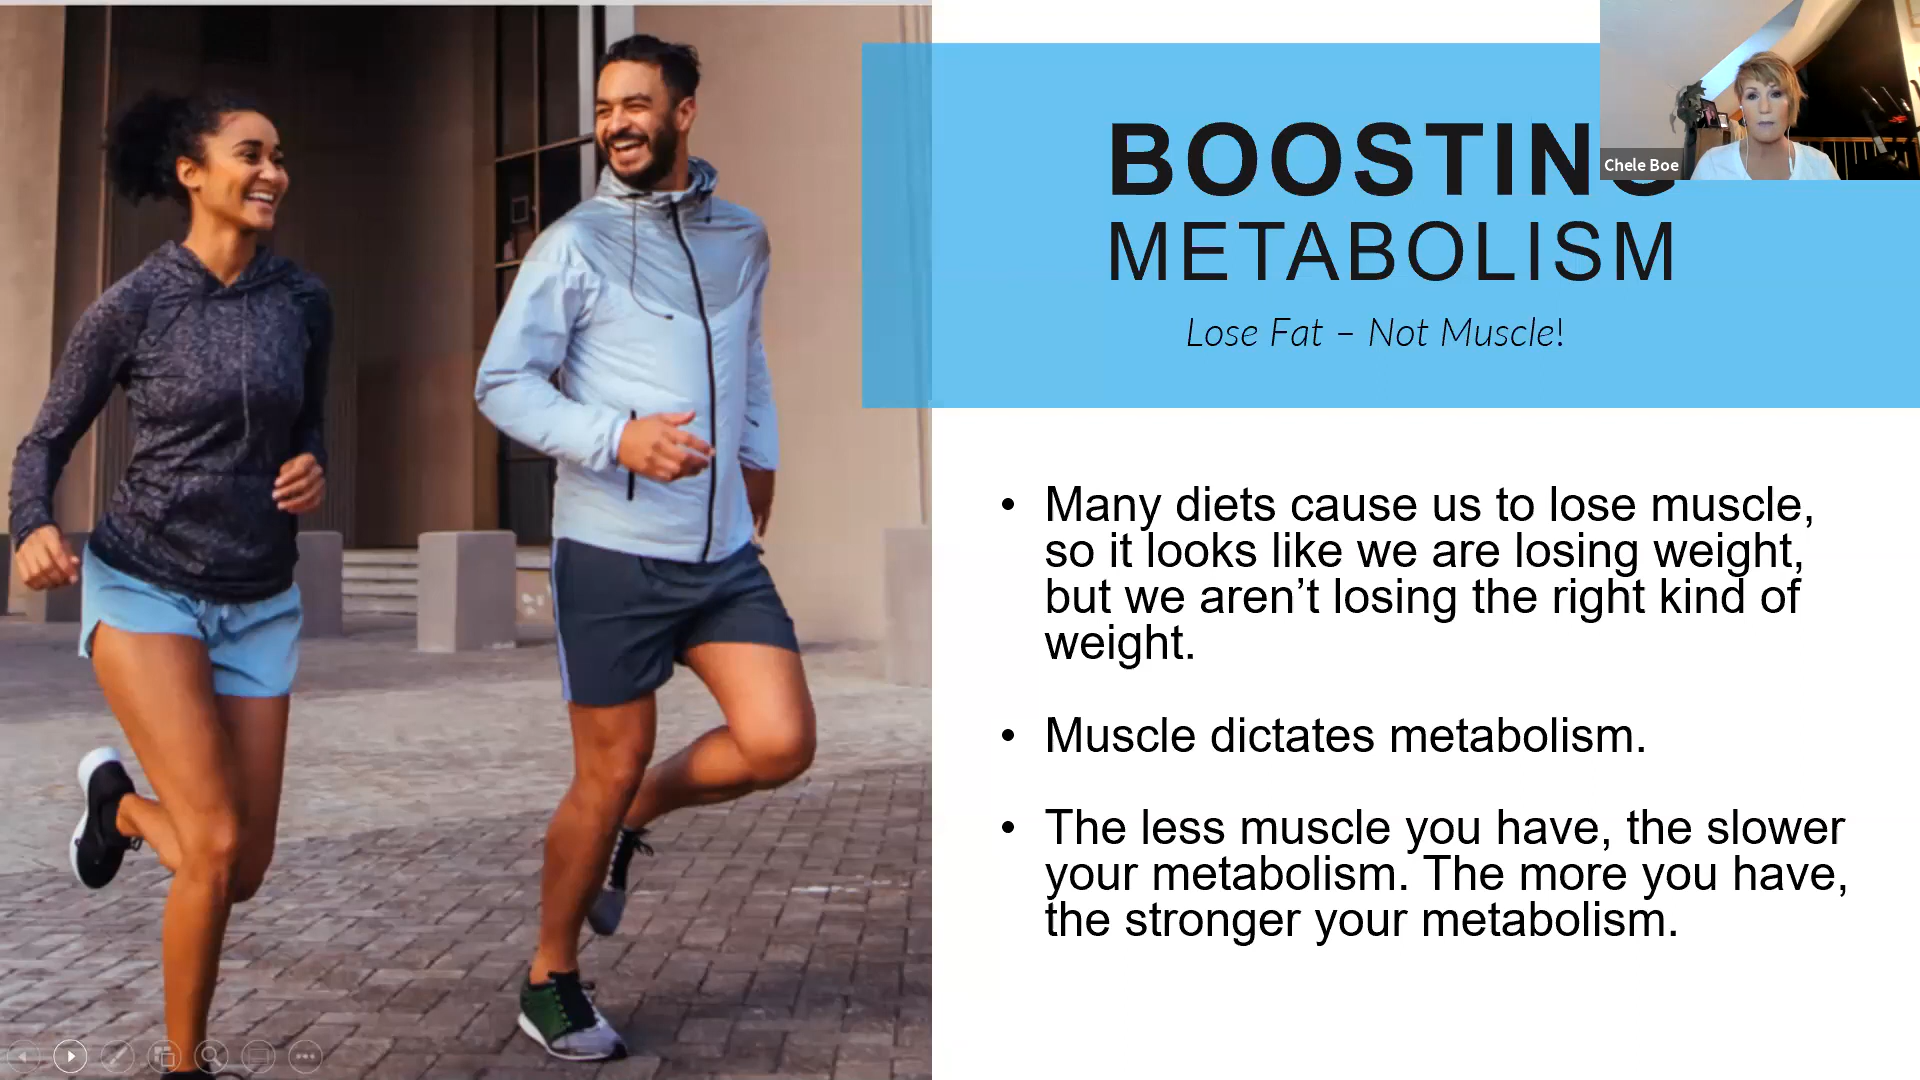 BOOSTING
METABOLISM
Lose Fat – Not Muscle!
Chele Boe
• Many diets cause us to lose muscle,
so it looks like we are losing weight,
but we aren’t losing the right kind of
weight.
• Muscle dictates metabolism.
• The less muscle you have, the slower
your metabolism. The more you have,
the stronger your metabolism.